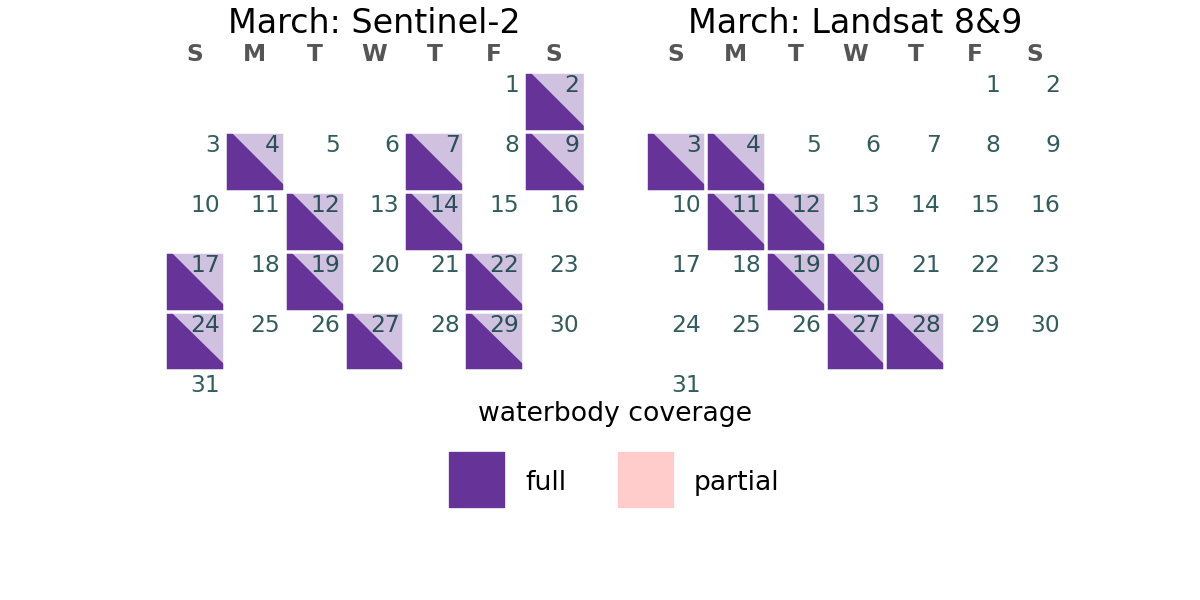 March: Sentinel-2
S M T W T F S
1 2
3 4 5 6 7 8 9
10 11 12 13 14 15 16
17 18 19 20 21 22 23
24 25 26 27 28 29 30
31
March: Landsat 8&9
S M T W T F S
1 2
3 4 5 6 7 8 9
10 11 12 13 14 15 16
17 18 19 20 21 22 23
24 25 26 27 28 29 30
31
waterbody coverage
full partial